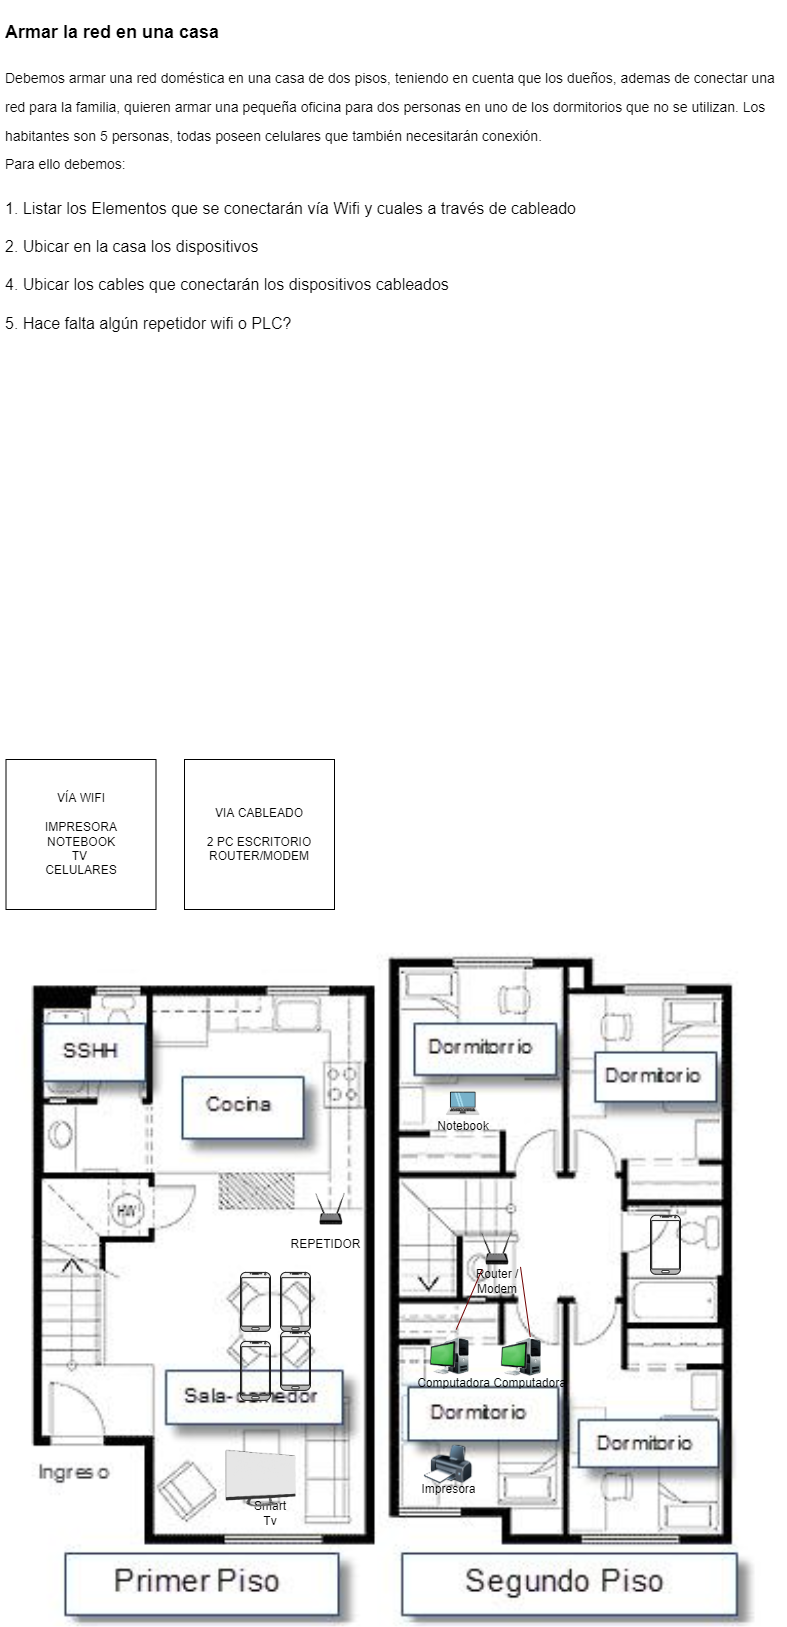 Armar la red en una casa
Debemos armar una red doméstica en una casa de dos pisos, teniendo en cuenta que los dueños, ademas de conectar una
red para la familia, quieren armar una pequeña oficina para dos personas en uno de los dormitorios que no se utilizan. Los
habitantes son 5 personas, todas poseen celulares que también necesitarán conexión.
Para ello debemos:
1. Listar los Elementos que se conectarán vía Wifi y cuales a través de cableado
2. Ubicar en la casa los dispositivos
4. Ubicar los cables que conectarán los dispositivos cableados
5. Hace falta algún repetidor wifi o PLC?
VÍA WIFI
IMPRESORA
NOTEBOOK
TV
CELULARES
VIA CABLEADO
2 PC ESCRITORIO
ROUTER/MODEM
SSHH
Cocina
HW
REPETIDOR
Sala-comedor
Ingreso
Smart
Tv
Primer Piso
Dormitorrio
Dormitorio
Notebook
Router /
Modem
Computadora
Computadora
Dormitorio
Dormitorio
Impresora
Segundo Piso